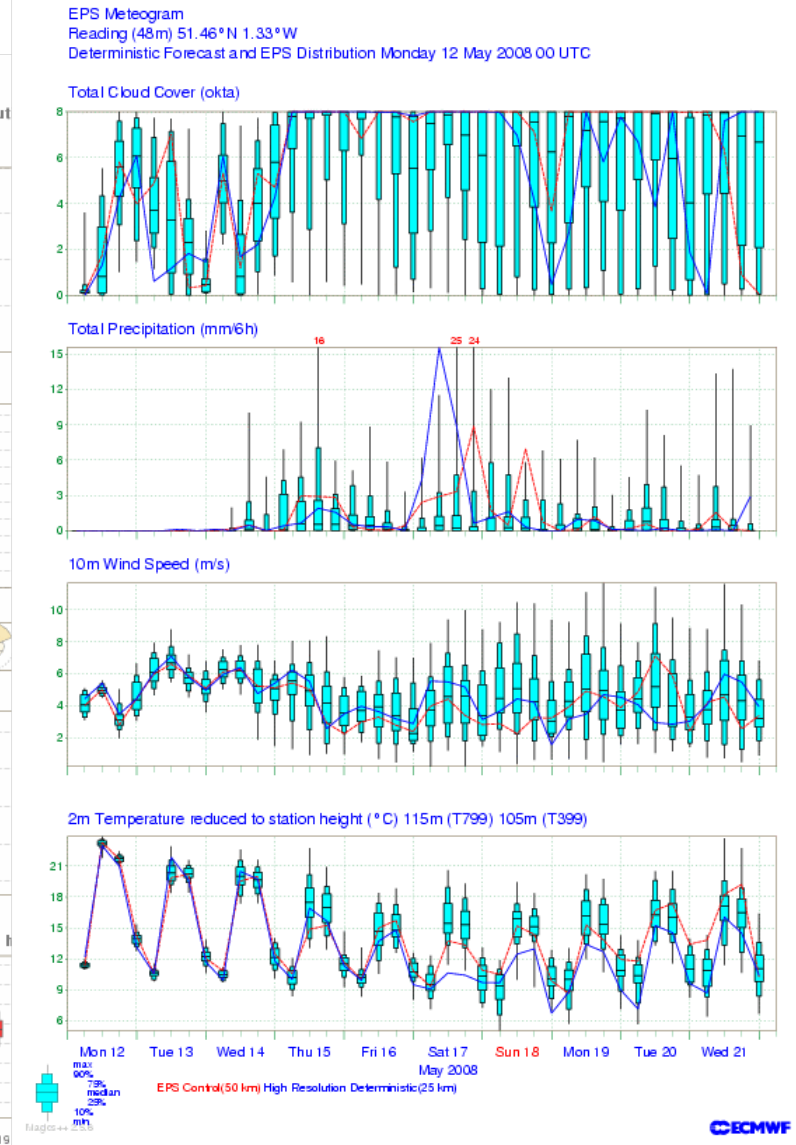 EPS Meteogram
Reading (48m) 51.46°N 1.33°W
Deterministic Forecast and EPS Distribution Monday 12 May 2008 00 UTC
Total Cloud Cover (okta)
8
6
4
2
0
Total Precipitation (mm/6h)
16 25 24
15
12
9
6
3
0
10m Wind Speed (m/s)
10
8
6
4
2
2m Temperature reduced to station height (°C) 115m (T799) 105m (T399)
21
18
15
12
9
6
Mon 12 Tue 13 Wed 14 Thu 15 Fri 16 Sat 17 Sun 18 Mon 19 Tue 20 Wed 21
May 2008
max
90%
75%
median
25%
10%
min
EPS Control(50 km) High Resolution Deterministic(25 km)
ECMWF